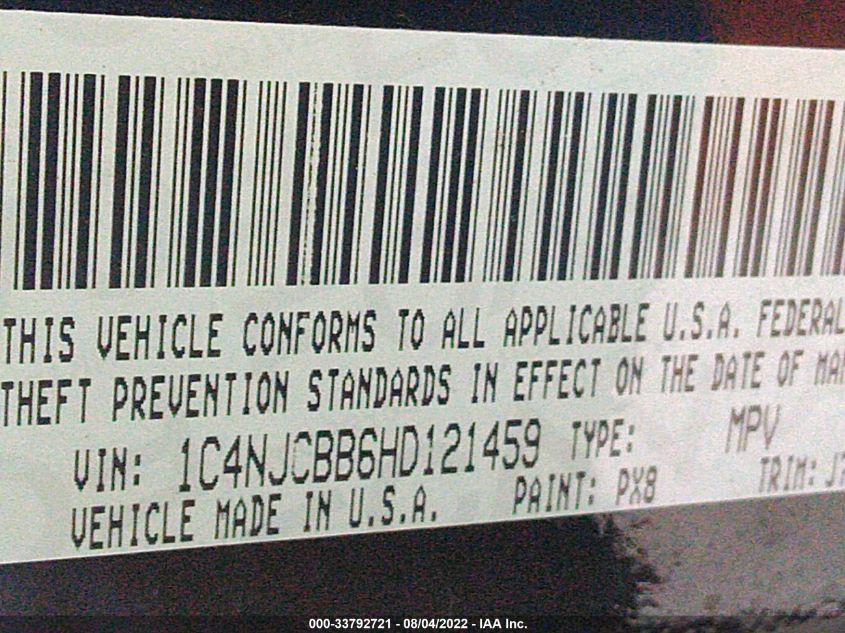 THIS VEHICLE CONFORMS TO ALL APPLICABLE U.S.A. FEDERAL
THEFT PREVENTION STANDARDS IN EFFECT ON THE DATE OF
VIN: 1C4NJCBB6HD121459 TYPE: MPV
VEHICLE MADE IN U.S.A. PAINT: PX8 TRIM:
000-33792721 - 08/04/2022 - IAA Inc.